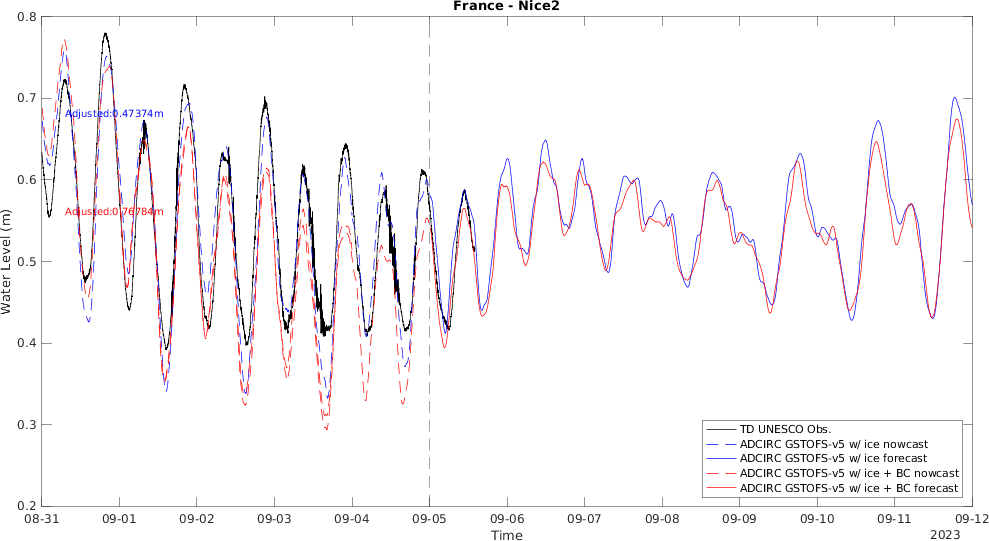 France - Nice2
0.8
0.7
0.6
0.5
0.4
0.3
0.2
Water Level (m)
Adjusted:0.47374m
Adjusted:0.76784m
TD UNESCO Obs.
ADCIRC GSTOFS-v5 w/ ice nowcast
ADCIRC GSTOFS-v5 w/ ice forecast
ADCIRC GSTOFS-v5 w/ ice + BC nowcast
ADCIRC GSTOFS-v5 w/ ice + BC forecast
08-31 09-01 09-02 09-03 09-04 09-05 09-06 09-07 09-08 09-09 09-10 09-11 09-12
Time
2023